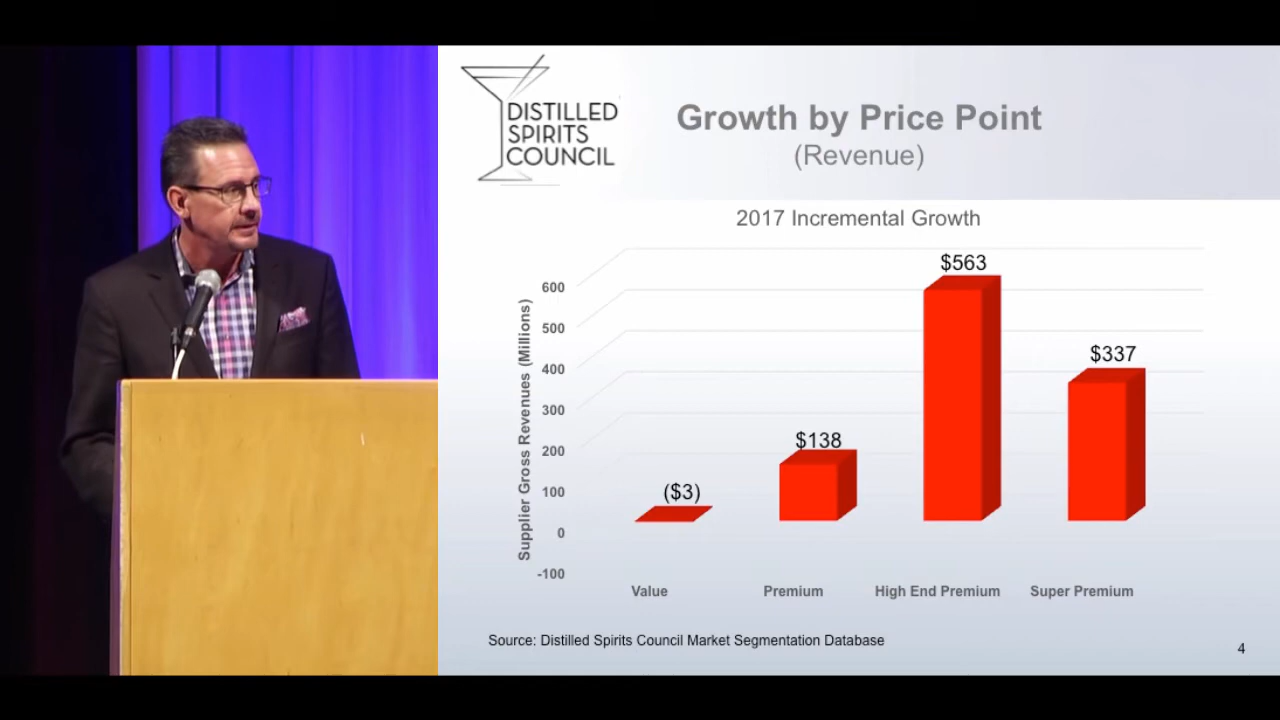 DISTILLED
SPIRITS
COUNCIL
Growth by Price Point
(Revenue)
2017 Incremental Growth
Supplier Gross Revenues (Millions)
600
500
400
300
200
100
0
-100
($3)
$138
$563
$337
Value
Premium
High End Premium
Super Premium
Source: Distilled Spirits Council Market Segmentation Database
4